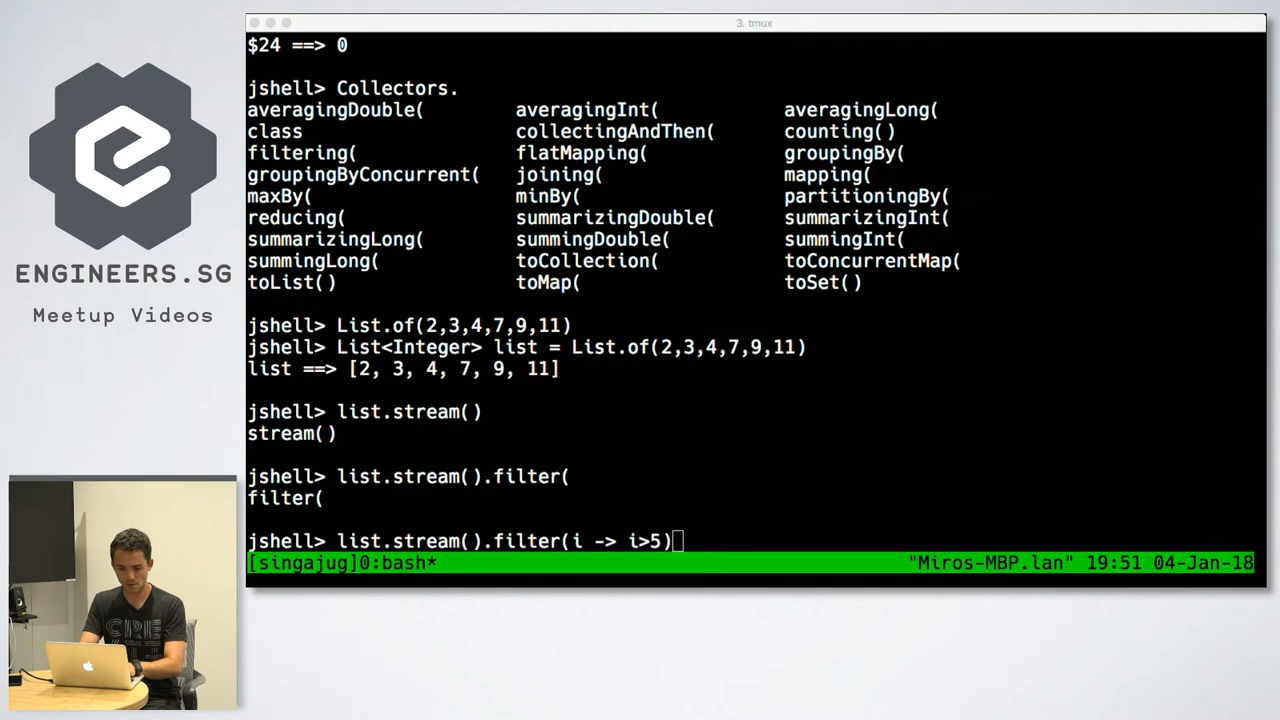 3. tmux
$24 ==> 0
jshell> Collectors.
averagingDouble( averagingInt( averagingLong(
class collectingAndThen( counting()
filtering( flatMapping( groupingBy(
groupingByConcurrent( joining( mapping(
maxBy( minBy( partitioningBy(
reducing( summarizingDouble( summarizingInt(
summarizingLong( summingDouble( summingInt(
summingLong( toCollection( toConcurrentMap(
toList() toMap( toSet()
jshell> List.of(2,3,4,7,9,11)
jshell> List<Integer> list = List.of(2,3,4,7,9,11)
list ==> [2, 3, 4, 7, 9, 11]
jshell> list.stream()
stream()
jshell> list.stream().filter(
filter(
jshell> list.stream().filter(i -> i>5)
[singajug]0:bash* "Miros-MBP.lan" 19:51 04-Jan-18
ENGINEERS.SG
Meetup Videos